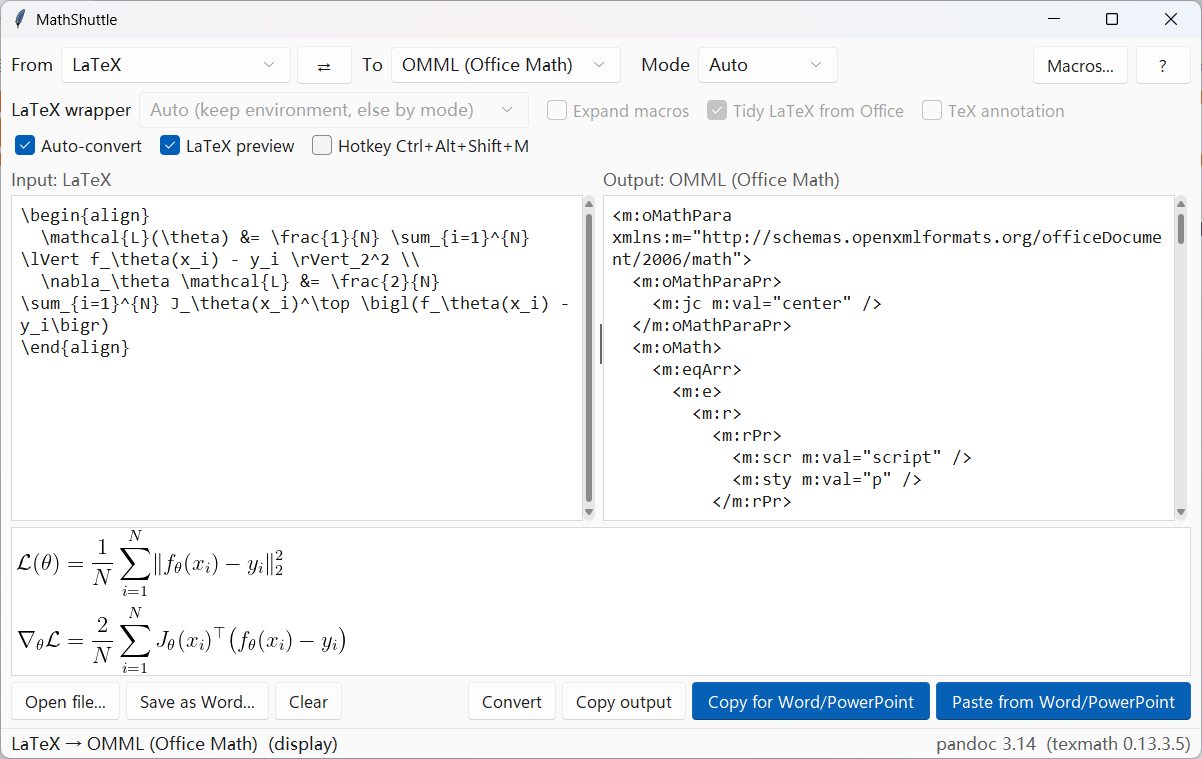 MathShuttle
From LaTeX ⇄ To OMML (Office Math) Mode Auto Macros... ?
LaTeX wrapper Auto (keep environment, else by mode) Expand macros Tidy LaTeX from Office TeX annotation
Auto-convert LaTeX preview Hotkey Ctrl+Alt+Shift+M
Input: LaTeX
\begin{align}
  \mathcal{L}(\theta) &= \frac{1}{N} \sum_{i=1}^{N}
\lVert f_\theta(x_i) - y_i \rVert_2^2 \\
  \nabla_\theta \mathcal{L} &= \frac{2}{N}
\sum_{i=1}^{N} J_\theta(x_i)^\top \bigl(f_\theta(x_i) -
y_i\bigr)
\end{align}
Output: OMML (Office Math)
<m:oMathPara
xmlns:m="http://schemas.openxmlformats.org/officeDocume
nt/2006/math">
  <m:oMathParaPr>
    <m:jc m:val="center" />
  </m:oMathParaPr>
  <m:oMath>
    <m:eqArr>
      <m:e>
        <m:r>
          <m:rPr>
            <m:scr m:val="script" />
            <m:sty m:val="p" />
          </m:rPr>
ℒ(θ) = 1/N ∑_{i=1}^{N} ‖f_θ(x_i) − y_i‖_2^2
∇_θ ℒ = 2/N ∑_{i=1}^{N} J_θ(x_i)^⊤ (f_θ(x_i) − y_i)
Open file... Save as Word... Clear Convert Copy output Copy for Word/PowerPoint Paste from Word/PowerPoint
LaTeX → OMML (Office Math) (display) pandoc 3.14 (texmath 0.13.3.5)